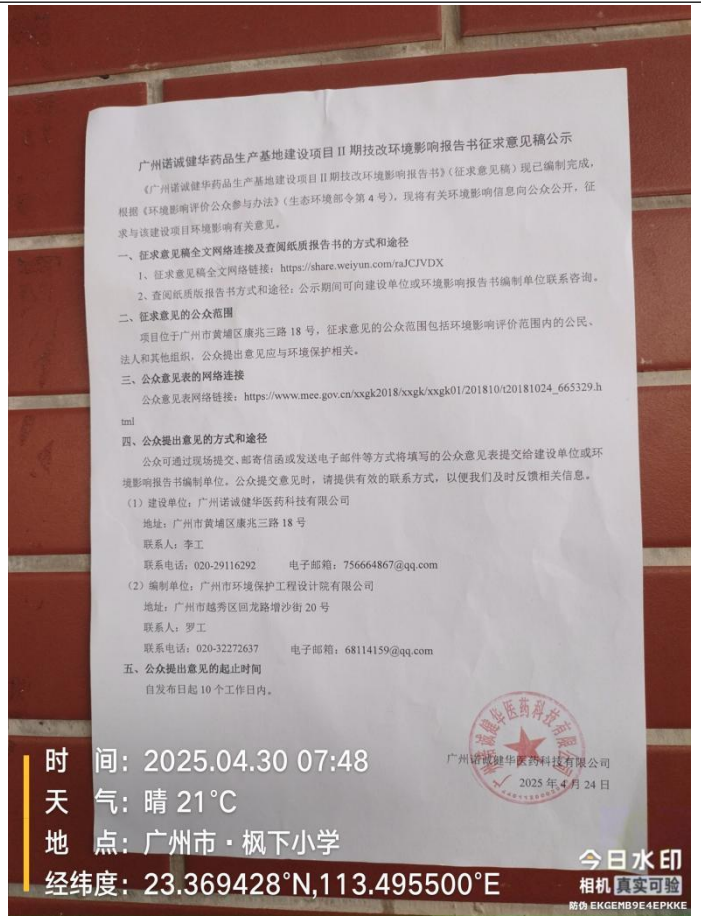 广州诺诚健华药品生产基地建设项目 II 期技改环境影响报告书征求意见稿公示
《广州诺诚健华药品生产基地建设项目 II 期技改环境影响报告书》（征求意见稿）现已编制完成，
根据《环境影响评价公众参与办法》（生态环境部令第 4 号），现将有关环境影响信息向公众公开，征
求与该建设项目环境影响有关意见。
一、征求意见稿全文网络连接及查阅纸质报告书的方式和途径
1、征求意见稿全文网络链接：https://share.weiyun.com/raJCJVDX
2、查阅纸质版报告书方式和途径：公示期间可向建设单位或环境影响报告书编制单位联系咨询。
二、征求意见的公众范围
项目位于广州市黄埔区康兆三路 18 号，征求意见的公众范围包括环境影响评价范围内的公民、
法人和其他组织，公众提出意见应与环境保护相关。
三、公众意见表的网络连接
公众意见表网络链接：https://www.mee.gov.cn/xxgk2018/xxgk/xxgk01/201810/t20181024_665329.h
tml
四、公众提出意见的方式和途径
公众可通过现场提交、邮寄信函或发送电子邮件等方式将填写的公众意见表提交给建设单位或环
境影响报告书编制单位。公众提交意见时，请提供有效的联系方式，以便我们及时反馈相关信息。
（1）建设单位：广州诺诚健华医药科技有限公司
地址：广州市黄埔区康兆三路 18 号
联系人：李工
联系电话：020-29116292 电子邮箱：756664867@qq.com
（2）编制单位：广州市环境保护工程设计院有限公司
地址：广州市越秀区回龙路增沙街 20 号
联系人：罗工
联系电话：020-32272637 电子邮箱：68114159@qq.com
五、公众提出意见的起止时间
自发布日起 10 个工作日内。
广州诺诚健华医药科技有限公司
广州诺诚健华医药科技有限公司
2025 年 4 月 24 日
时 间：2025.04.30 07:48
天 气：晴 21°C
地 点：广州市·枫下小学
经纬度：23.369428°N,113.495500°E
今日水印
相机 真实可验
防伪 EKGEMB9E4EPKKE